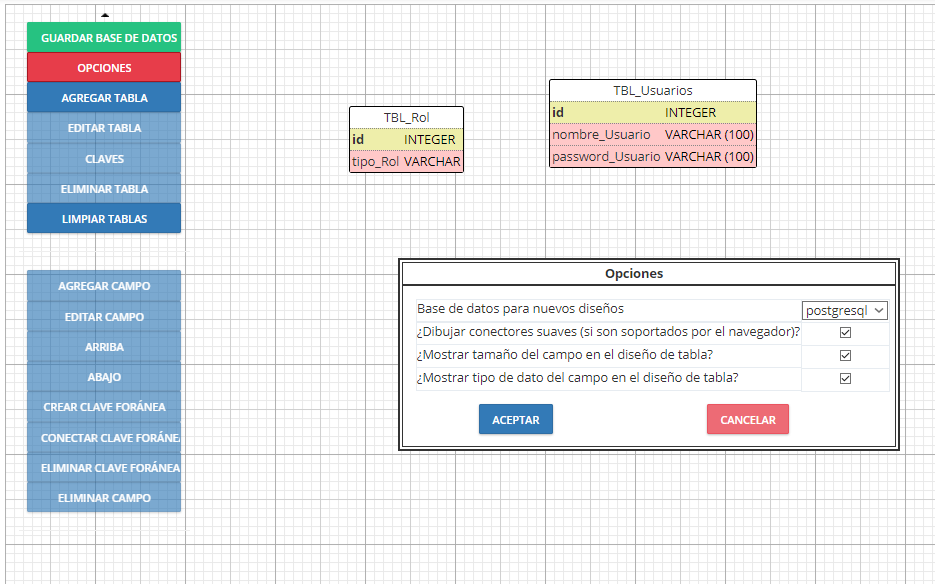 GUARDAR BASE DE DATOS
OPCIONES
AGREGAR TABLA
EDITAR TABLA
CLAVES
ELIMINAR TABLA
LIMPIAR TABLAS
AGREGAR CAMPO
EDITAR CAMPO
ARRIBA
ABAJO
CREAR CLAVE FORÁNEA
CONECTAR CLAVE FORÁNEA
ELIMINAR CLAVE FORÁNEA
ELIMINAR CAMPO
TBL_Rol
id INTEGER
tipo_Rol VARCHAR
TBL_Usuarios
id INTEGER
nombre_Usuario VARCHAR (100)
password_Usuario VARCHAR (100)
Opciones
Base de datos para nuevos diseños postgresql
¿Dibujar conectores suaves (si son soportados por el navegador)?
¿Mostrar tamaño del campo en el diseño de tabla?
¿Mostrar tipo de dato del campo en el diseño de tabla?
ACEPTAR CANCELAR